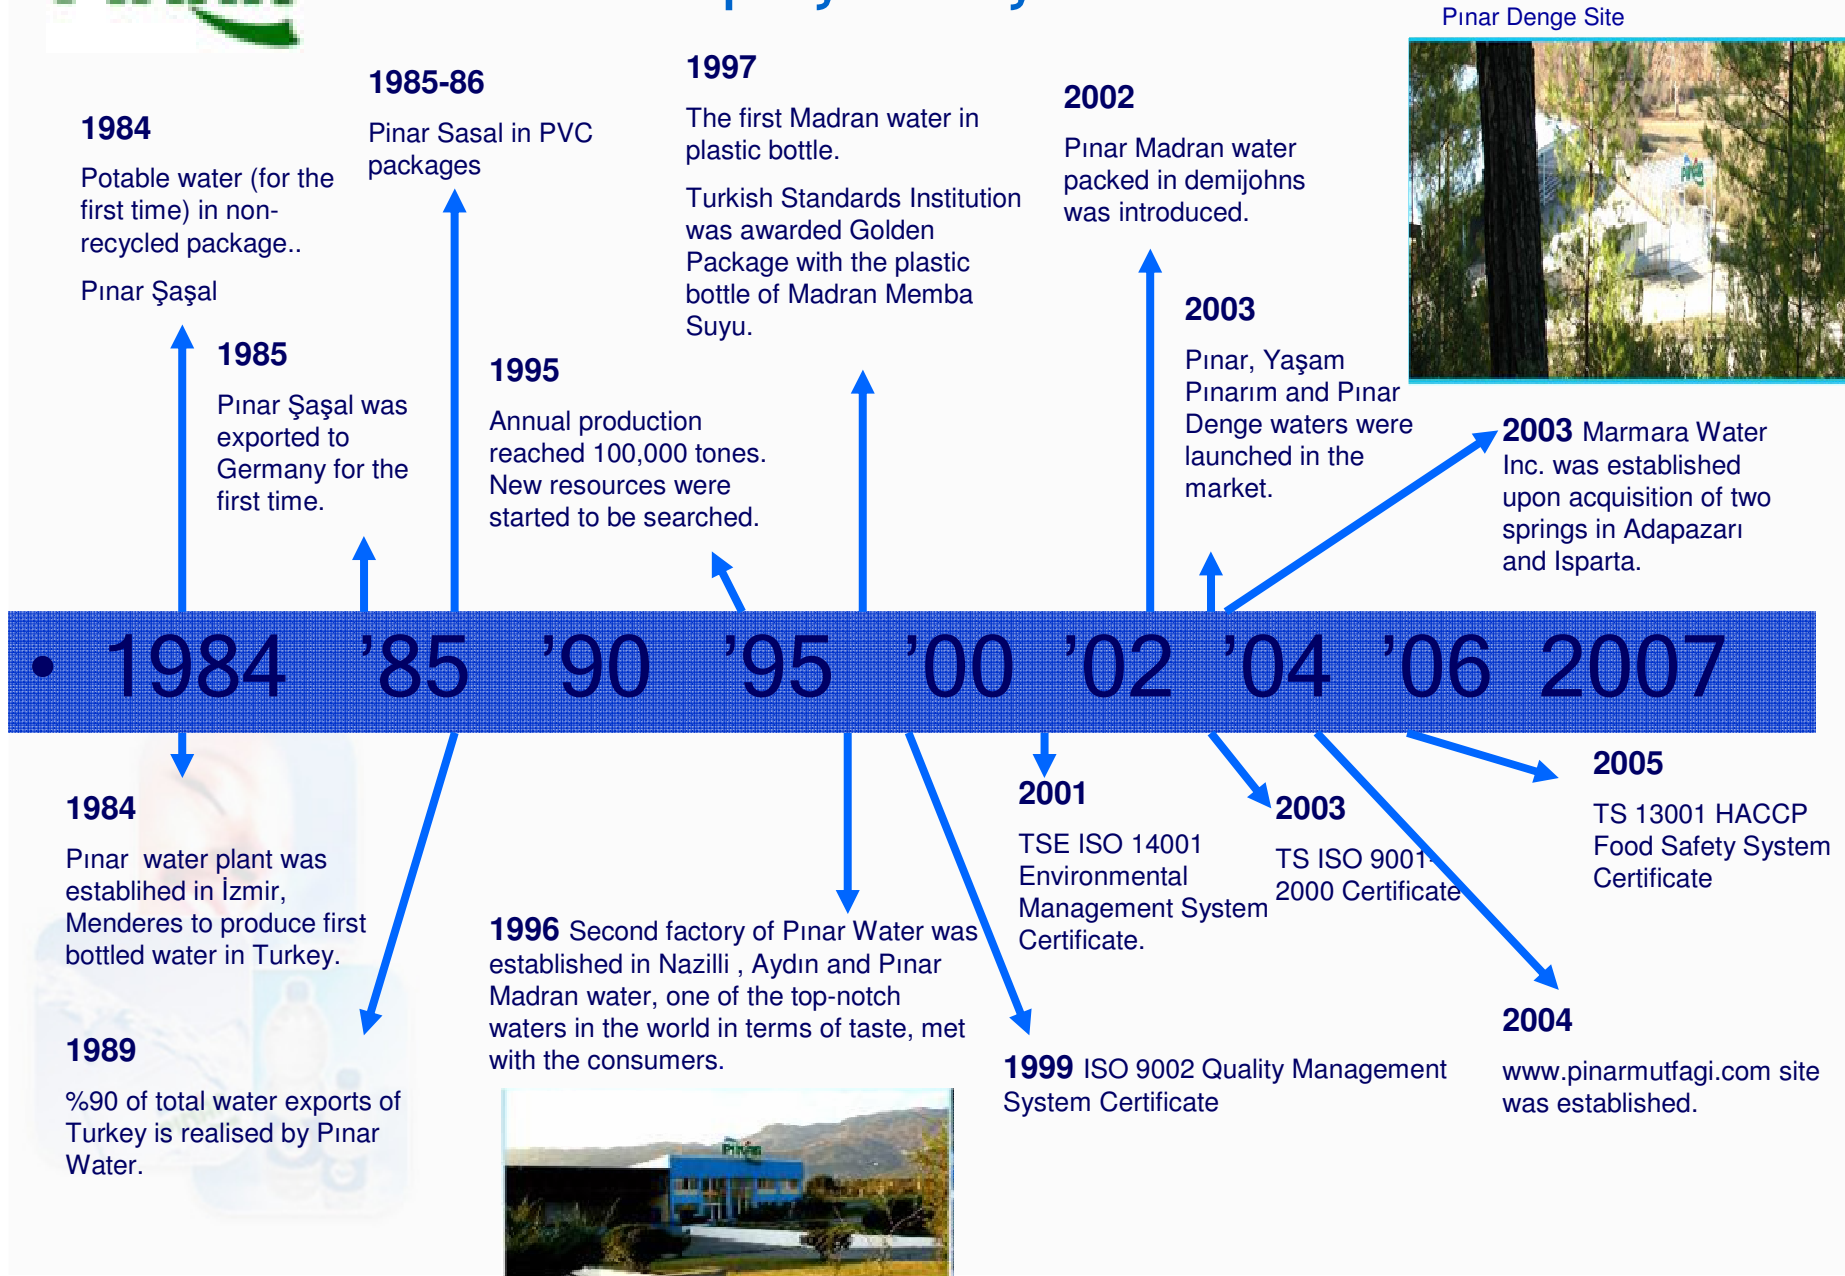 Pınar Denge Site
1984
Potable water (for the
first time) in non-
recycled package..
Pınar Şaşal
1985-86
Pinar Sasal in PVC
packages
1997
The first Madran water in
plastic bottle.
Turkish Standards Institution
was awarded Golden
Package with the plastic
bottle of Madran Memba
Suyu.
2002
Pınar Madran water
packed in demijohns
was introduced.
1985
Pınar Şaşal was
exported to
Germany for the
first time.
1995
Annual production
reached 100,000 tones.
New resources were
started to be searched.
2003
Pınar, Yaşam
Pınarım and Pınar
Denge waters were
launched in the
market.
2003 Marmara Water
Inc. was established
upon acquisition of two
springs in Adapazarı
and Isparta.
• 1984 ’85 ’90 ’95 ’00 ’02 ’04 ’06 2007
1984
Pınar  water plant was
establihed in İzmir,
Menderes to produce first
bottled water in Turkey.
1989
%90 of total water exports of
Turkey is realised by Pınar
Water.
1996 Second factory of Pınar Water was
established in Nazilli , Aydın and Pınar
Madran water, one of the top-notch
waters in the world in terms of taste, met
with the consumers.
Pınar
1999 ISO 9002 Quality Management
System Certificate
2001
TSE ISO 14001
Environmental
Management System
Certificate.
2003
TS ISO 9001-
2000 Certificate
2004
www.pinarmutfagi.com site
was established.
2005
TS 13001 HACCP
Food Safety System
Certificate